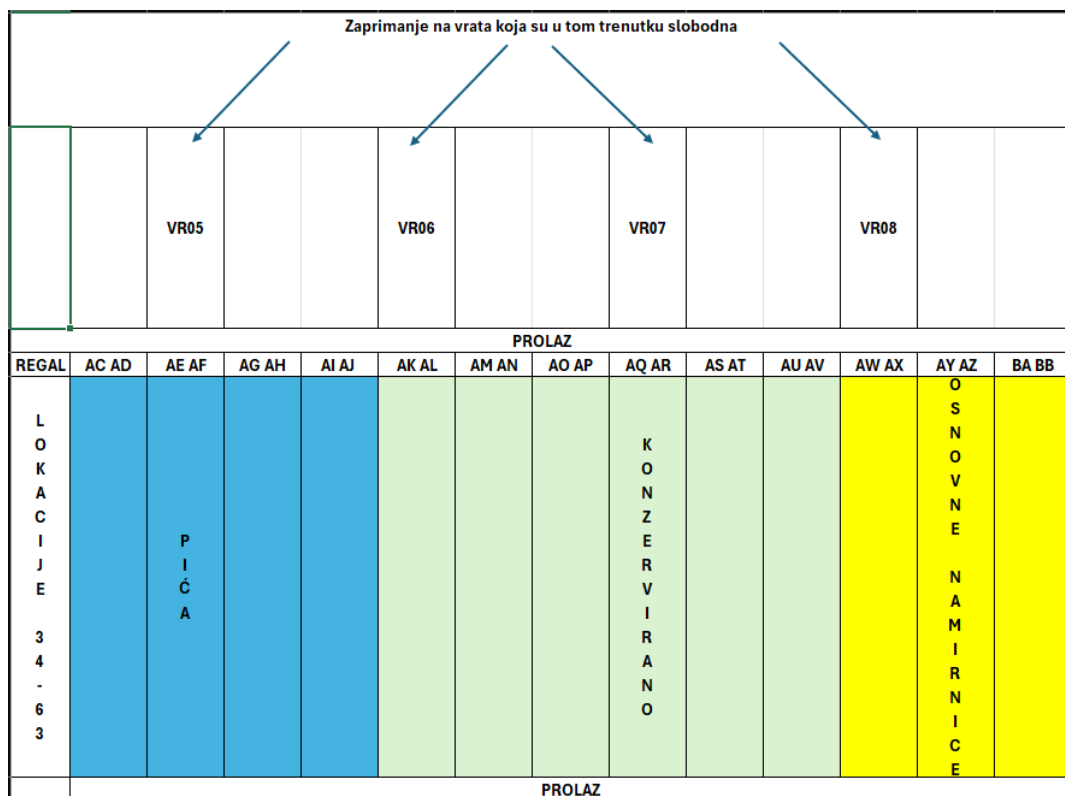 Zaprimanje na vrata koja su u tom trenutku slobodna
VR05 VR06 VR07 VR08
PROLAZ
REGAL AC AD AE AF AG AH AI AJ AK AL AM AN AO AP AQ AR AS AT AU AV AW AX AY AZ BA BB
LOKACIJE 34-63
PIĆA
KONZERVIRANO
OSNOVNE NAMIRNICE
PROLAZ